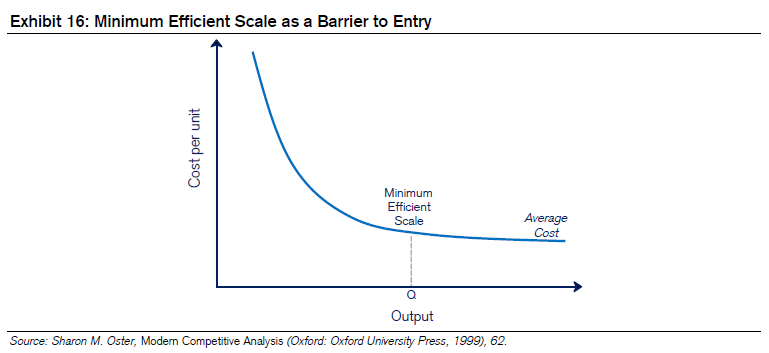 Exhibit 16: Minimum Efficient Scale as a Barrier to Entry
Cost per unit
Minimum
Efficient
Scale
Average
Cost
Q
Output
Source: Sharon M. Oster, Modern Competitive Analysis (Oxford: Oxford University Press, 1999), 62.